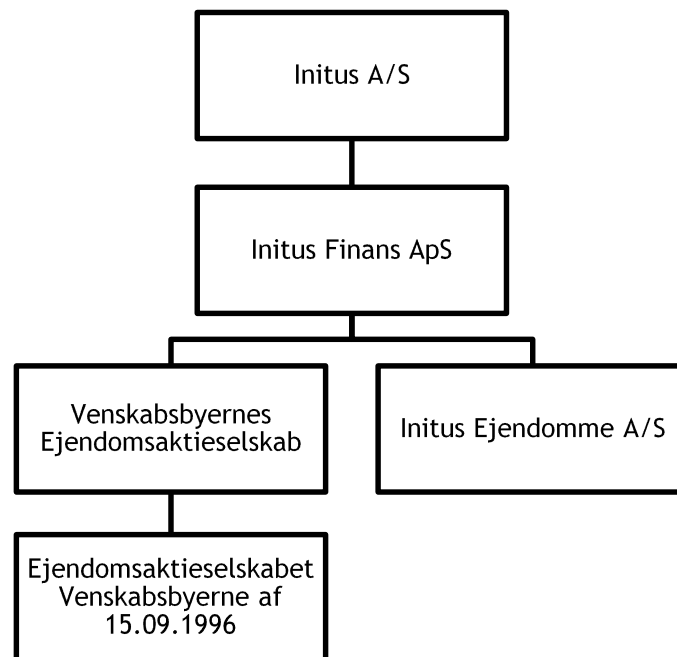 Initus A/S
Initus Finans ApS
Venskabsbyernes
Ejendomsaktieselskab
Initus Ejendomme A/S
Ejendomsaktieselskabet
Venskabsbyerne af
15.09.1996